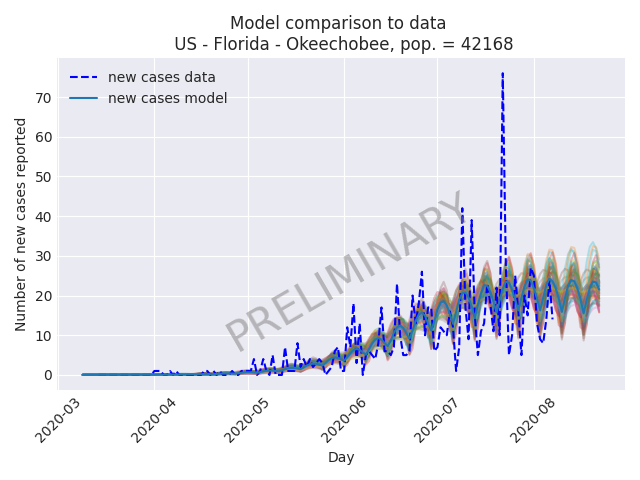 Model comparison to data
US - Florida - Okeechobee, pop. = 42168
new cases data
new cases model
PRELIMINARY
Number of new cases reported
70
60
50
40
30
20
10
0
2020-03
2020-04
2020-05
2020-06
2020-07
2020-08
Day